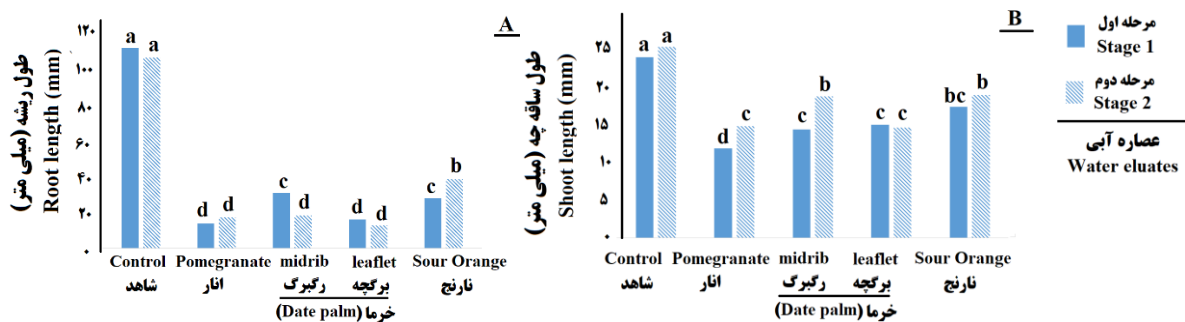 A
طول ریشه (میلی متر)
Root length (mm)
۱۲۰
۱۰۰
۸۰
۶۰
۴۰
۲۰
۰
a a
d d
c d
d d
c b
Control Pomegranate midrib leaflet Sour Orange
شاهد انار رگبرگ برگچه نارنج
خرما (Date palm)
B
طول ساقه چه (میلی متر)
Shoot length (mm)
۲۵
۲۰
۱۵
۱۰
۵
۰
a a
d c
c b
c c
bc b
Control Pomegranate midrib leaflet Sour Orange
شاهد انار رگبرگ برگچه نارنج
خرما (Date palm)
مرحله اول
Stage 1
مرحله دوم
Stage 2
عصاره آبی
Water eluates